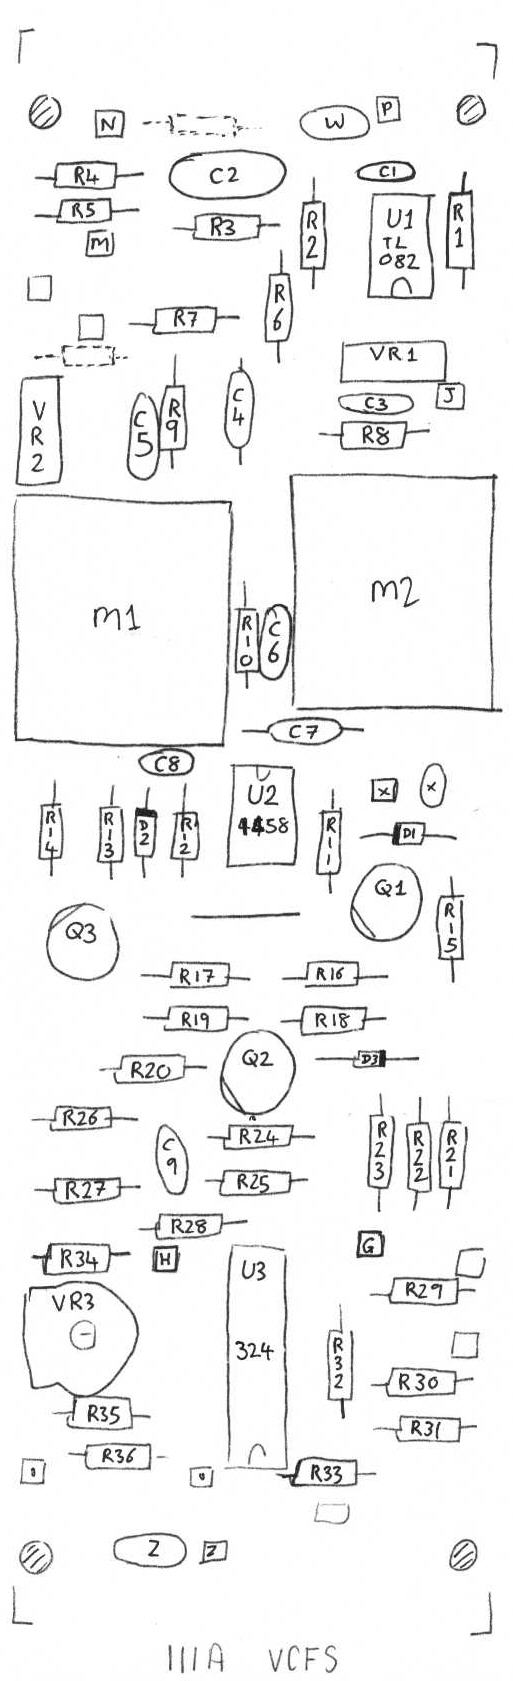 N W P
R4 C2 C1
R5 R3 R2 U1 TL 082 R1
M
R6
R7
VR1
VR2 C5 R9 C4 C3 J
R8
M1 M2
R10 C6
C7
C8
R14 R13 D2 R12 U2 4458 R11 X X
D1
Q3 Q1 R15
R17 R16
R19 R18
R20 Q2 D3
R26 C9 R24 R23 R22 R21
R27 R25
R28
R34 H U3 324 G
VR3 R29
R32
R35 R30
R31
R36 R33
Z Z
111A VCFS